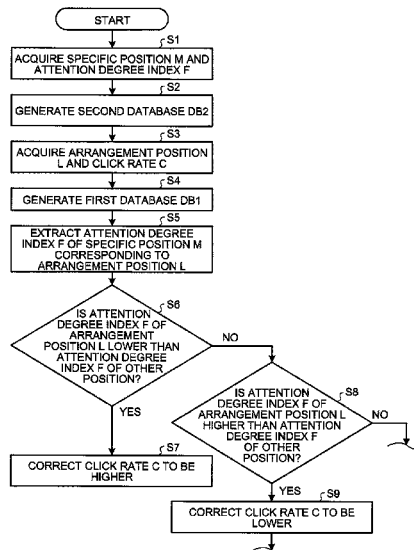 START
S1
ACQUIRE SPECIFIC POSITION M AND
ATTENTION DEGREE INDEX F
S2
GENERATE SECOND DATABASE DB2
S3
ACQUIRE ARRANGEMENT POSITION
L AND CLICK RATE C
S4
GENERATE FIRST DATABASE DB1
S5
EXTRACT ATTENTION DEGREE
INDEX F OF SPECIFIC POSITION M
CORRESPONDING TO
ARRANGEMENT POSITION L
S6
IS ATTENTION
DEGREE INDEX F OF
ARRANGEMENT
POSITION L LOWER THAN
ATTENTION DEGREE
INDEX F OF OTHER
POSITION?
NO
YES
S8
IS ATTENTION
DEGREE INDEX F OF
ARRANGEMENT POSITION L
HIGHER THAN ATTENTION
DEGREE INDEX F
OF OTHER
POSITION?
NO
YES
S7
CORRECT CLICK RATE C TO BE
HIGHER
S9
CORRECT CLICK RATE C TO BE
LOWER